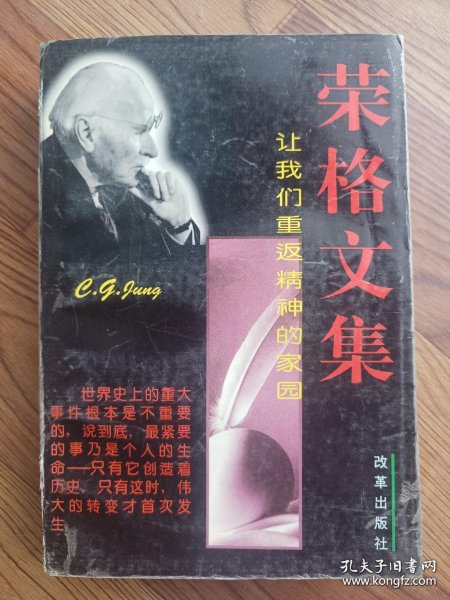 荣格文集
让我们重返精神的家园
C.G.Jung
世界史上的重大
事件根本是不重要
的，说到底，最紧要
的事乃是个人的生
命——只有它创造着
历史，只有这时，伟
大的转变才首次发
生
改革出版社
孔夫子旧书网
www.kongfz.com